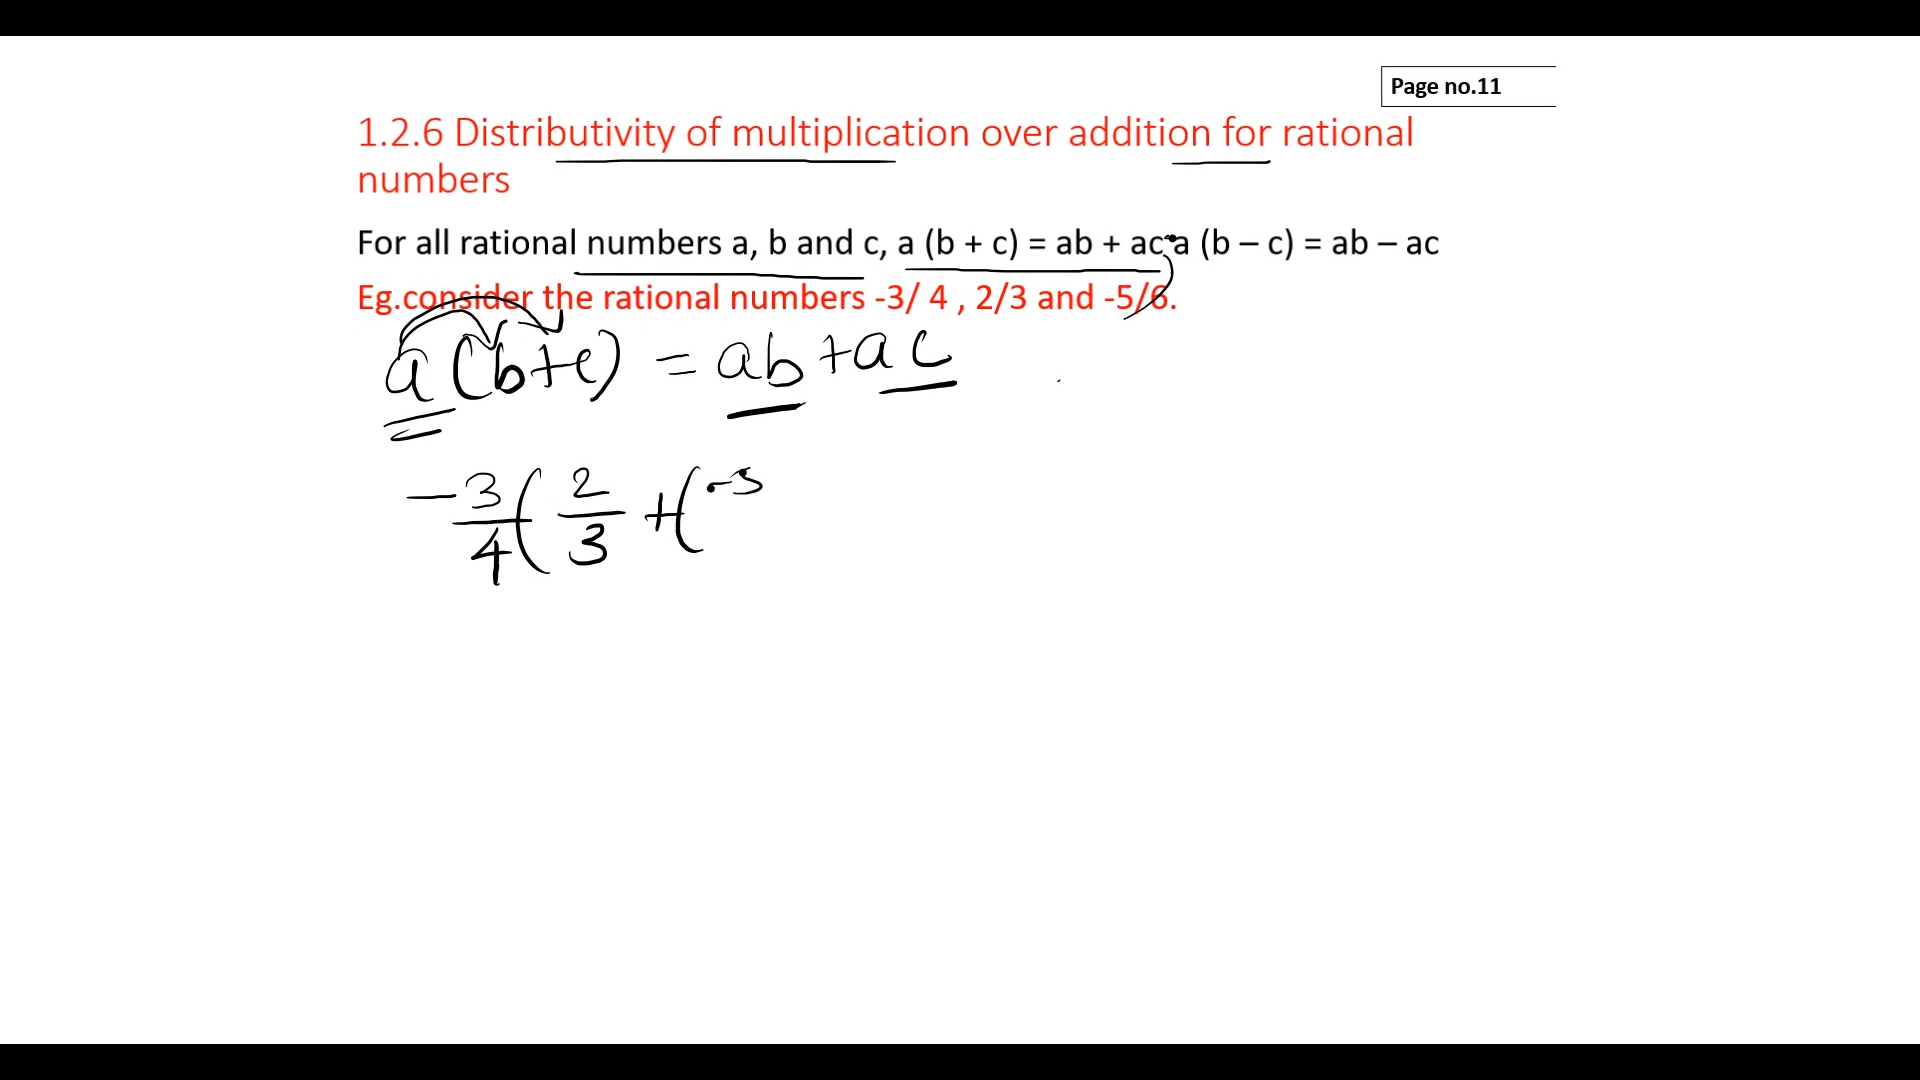 Page no.11
1.2.6 Distributivity of multiplication over addition for rational
numbers
For all rational numbers a, b and c, a (b + c) = ab + ac, a (b – c) = ab – ac
Eg.consider the rational numbers -3/ 4 , 2/3 and -5/6.
a (b+c) = ab + ac
-3/4 ( 2/3 + (-5